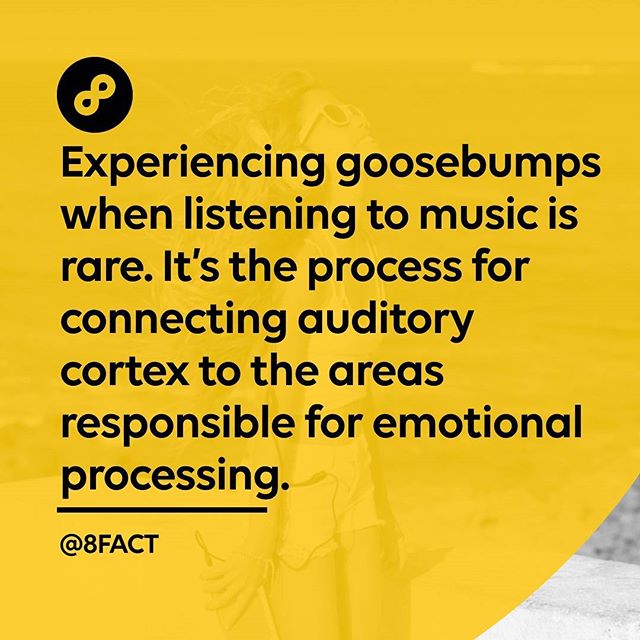 Experiencing goosebumps
when listening to music is
rare. It's the process for
connecting auditory
cortex to the areas
responsible for emotional
processing.
@8FACT